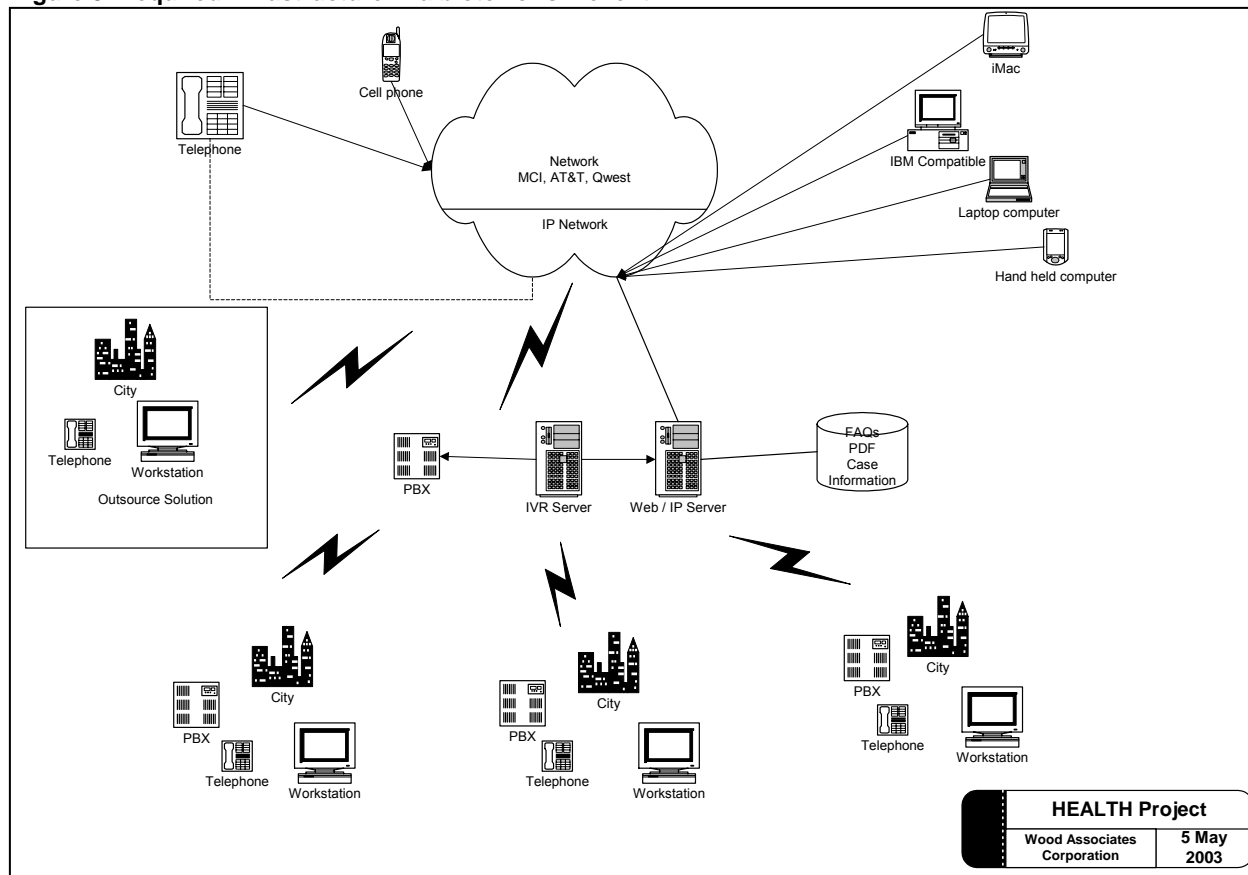 Cell phone
iMac
Telephone
IBM Compatible
Network
MCI, AT&T, Qwest
Laptop computer
IP Network
Hand held computer
City
Telephone
Workstation
Outsource Solution
PBX
IVR Server
Web / IP Server
FAQs
PDF
Case
Information
City
PBX
Telephone
Workstation
City
PBX
Telephone
Workstation
City
PBX
Telephone
Workstation
HEALTH Project
Wood Associates
Corporation
5 May
2003